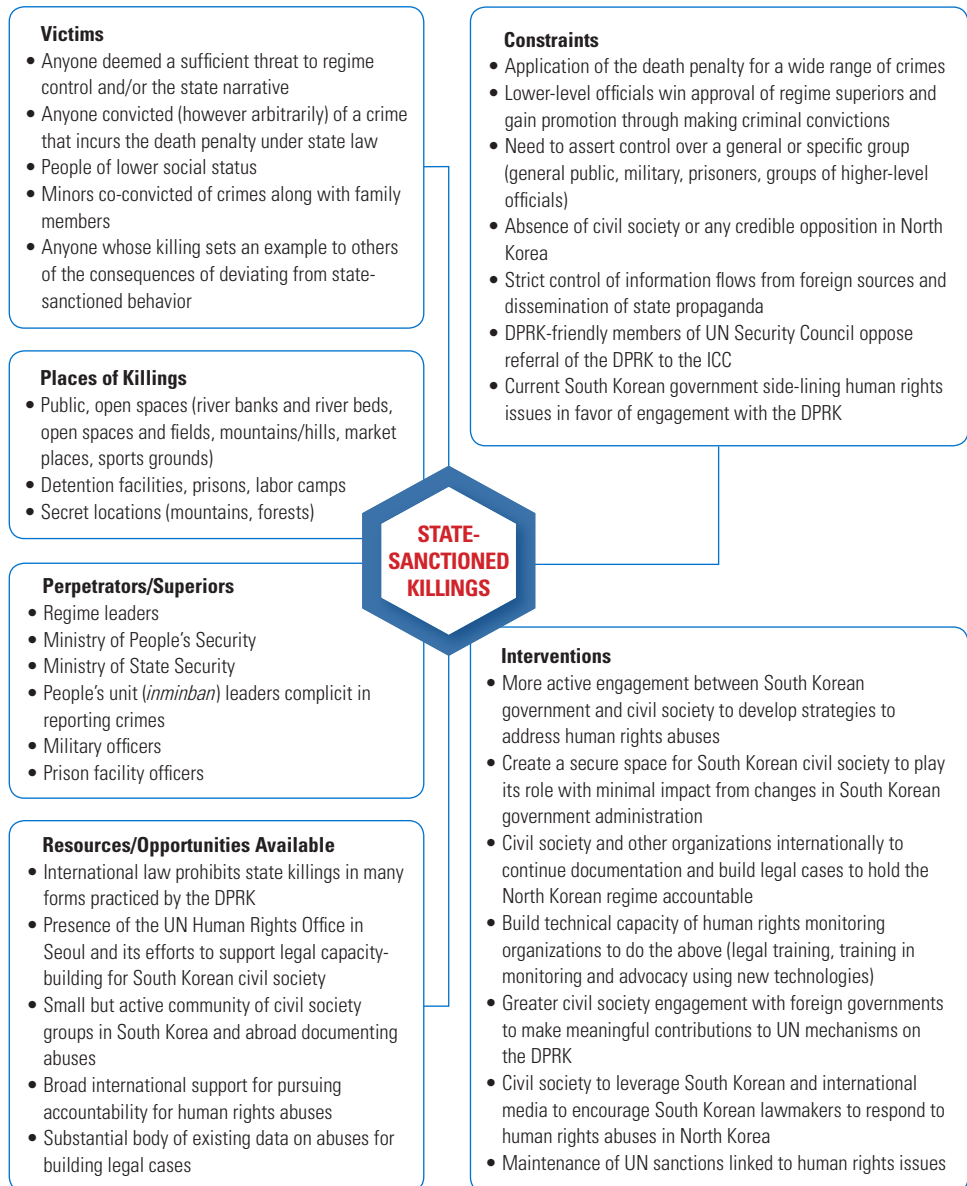 Victims
• Anyone deemed a sufficient threat to regime
control and/or the state narrative
• Anyone convicted (however arbitrarily) of a crime
that incurs the death penalty under state law
• People of lower social status
• Minors co-convicted of crimes along with family
members
• Anyone whose killing sets an example to others
of the consequences of deviating from state-
sanctioned behavior
Places of Killings
• Public, open spaces (river banks and river beds,
open spaces and fields, mountains/hills, market
places, sports grounds)
• Detention facilities, prisons, labor camps
• Secret locations (mountains, forests)
Perpetrators/Superiors
• Regime leaders
• Ministry of People's Security
• Ministry of State Security
• People's unit (inminban) leaders complicit in
reporting crimes
• Military officers
• Prison facility officers
Resources/Opportunities Available
• International law prohibits state killings in many
forms practiced by the DPRK
• Presence of the UN Human Rights Office in
Seoul and its efforts to support legal capacity-
building for South Korean civil society
• Small but active community of civil society
groups in South Korea and abroad documenting
abuses
• Broad international support for pursuing
accountability for human rights abuses
• Substantial body of existing data on abuses for
building legal cases
STATE-
SANCTIONED
KILLINGS
Constraints
• Application of the death penalty for a wide range of crimes
• Lower-level officials win approval of regime superiors and
gain promotion through making criminal convictions
• Need to assert control over a general or specific group
(general public, military, prisoners, groups of higher-level
officials)
• Absence of civil society or any credible opposition in North
Korea
• Strict control of information flows from foreign sources and
dissemination of state propaganda
• DPRK-friendly members of UN Security Council oppose
referral of the DPRK to the ICC
• Current South Korean government side-lining human rights
issues in favor of engagement with the DPRK
Interventions
• More active engagement between South Korean
government and civil society to develop strategies to
address human rights abuses
• Create a secure space for South Korean civil society to play
its role with minimal impact from changes in South Korean
government administration
• Civil society and other organizations internationally to
continue documentation and build legal cases to hold the
North Korean regime accountable
• Build technical capacity of human rights monitoring
organizations to do the above (legal training, training in
monitoring and advocacy using new technologies)
• Greater civil society engagement with foreign governments
to make meaningful contributions to UN mechanisms on
the DPRK
• Civil society to leverage South Korean and international
media to encourage South Korean lawmakers to respond to
human rights abuses in North Korea
• Maintenance of UN sanctions linked to human rights issues